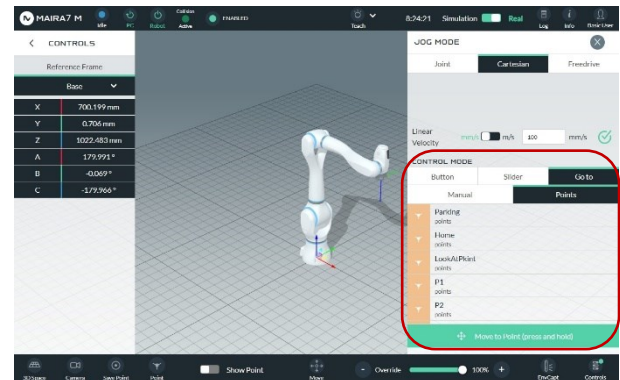 MAIRA7 M
Idle
PC
Robot
Collision
Active
ENABLED
Teach
8:24:21
Simulation
Real
Log
Info
Basic User
CONTROLS
Reference Frame
Base
X 700.199 mm
Y 0.706 mm
Z 1022.483 mm
A 179.991 °
B -0.069 °
C -179.966 °
JOG MODE
Joint Cartesian Freedrive
Linear
Velocity
mm/s m/s 100 mm/s
CONTROL MODE
Button Slider Go to
Manual Points
Parking
points
Home
points
LookAtPkint
points
P1
points
P2
points
Move to Point (press and hold)
3D Space
Camera
Save Point
Point
Show Point
Move
- Override 100% +
EnvCapt
Controls